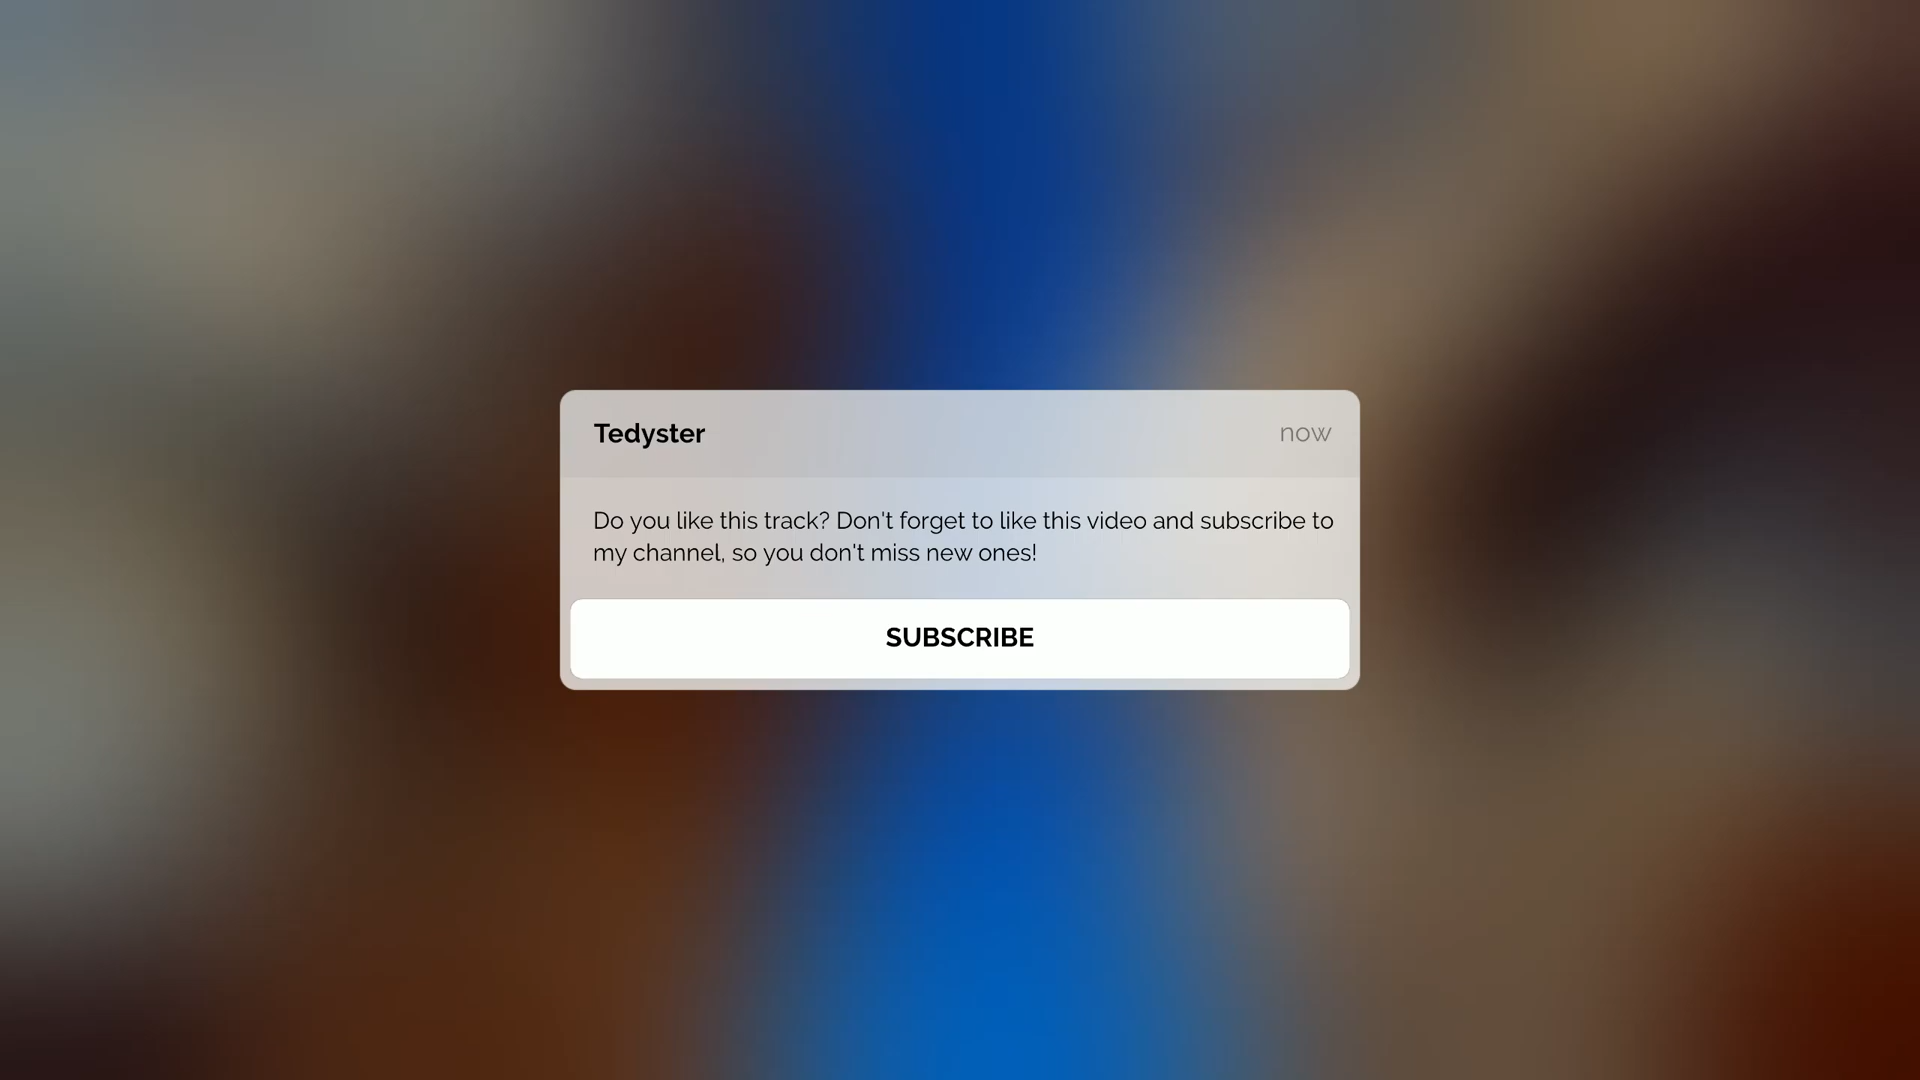 Tedyster
now
Do you like this track? Don't forget to like this video and subscribe to
my channel, so you don't miss new ones!
SUBSCRIBE